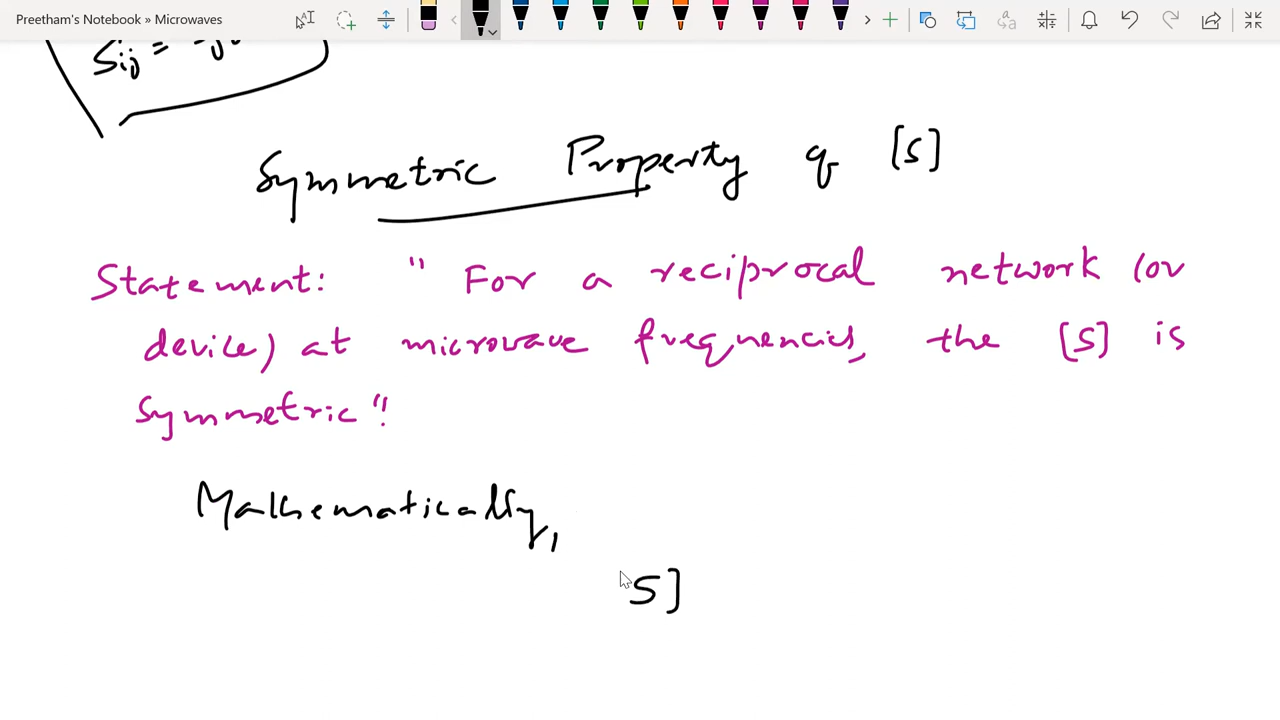 Preetham's Notebook » Microwaves
Sij =
Symmetric Property of [S]
Statement: " For a reciprocal network (or
device) at microwave frequencies, the [S] is
Symmetric"
Mathematically,
S]